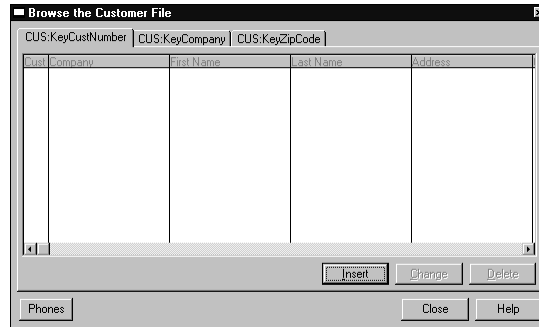 Browse the Customer File
CUS:KeyCustNumber CUS:KeyCompany CUS:KeyZipCode
Cust Company First Name Last Name Address
Insert Change Delete
Phones Close Help